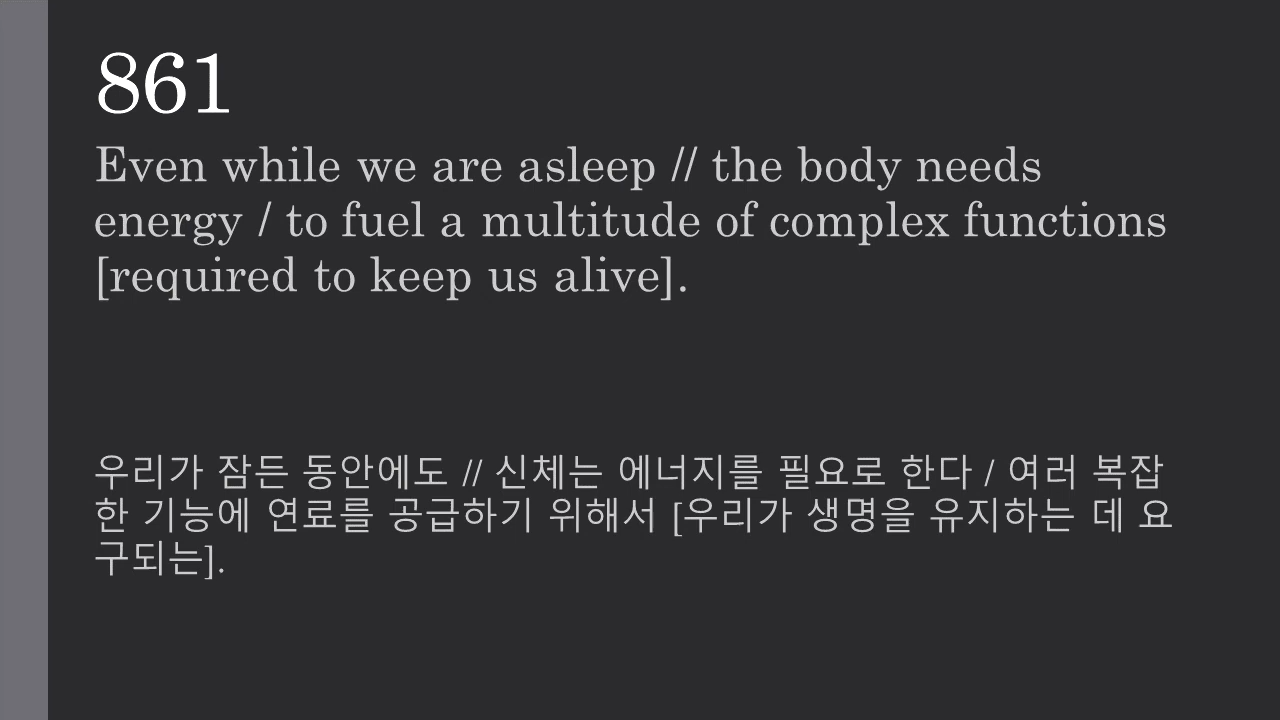 861
Even while we are asleep // the body needs
energy / to fuel a multitude of complex functions
[required to keep us alive].
우리가 잠든 동안에도 // 신체는 에너지를 필요로 한다 / 여러 복잡
한 기능에 연료를 공급하기 위해서 [우리가 생명을 유지하는 데 요
구되는].